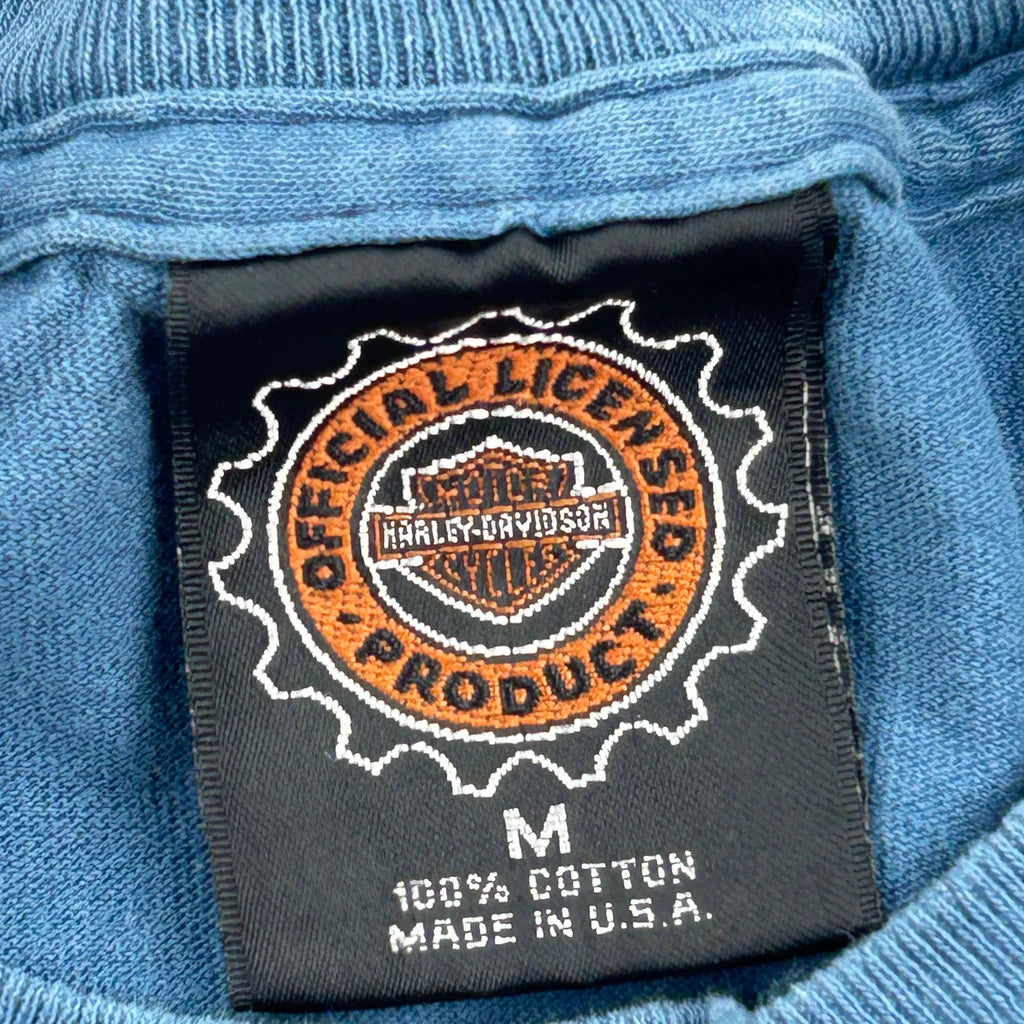 OFFICIAL LICENSED
· PRODUCT ·
MOTOR
HARLEY-DAVIDSON
CYCLES
M
100% COTTON
MADE IN U.S.A.